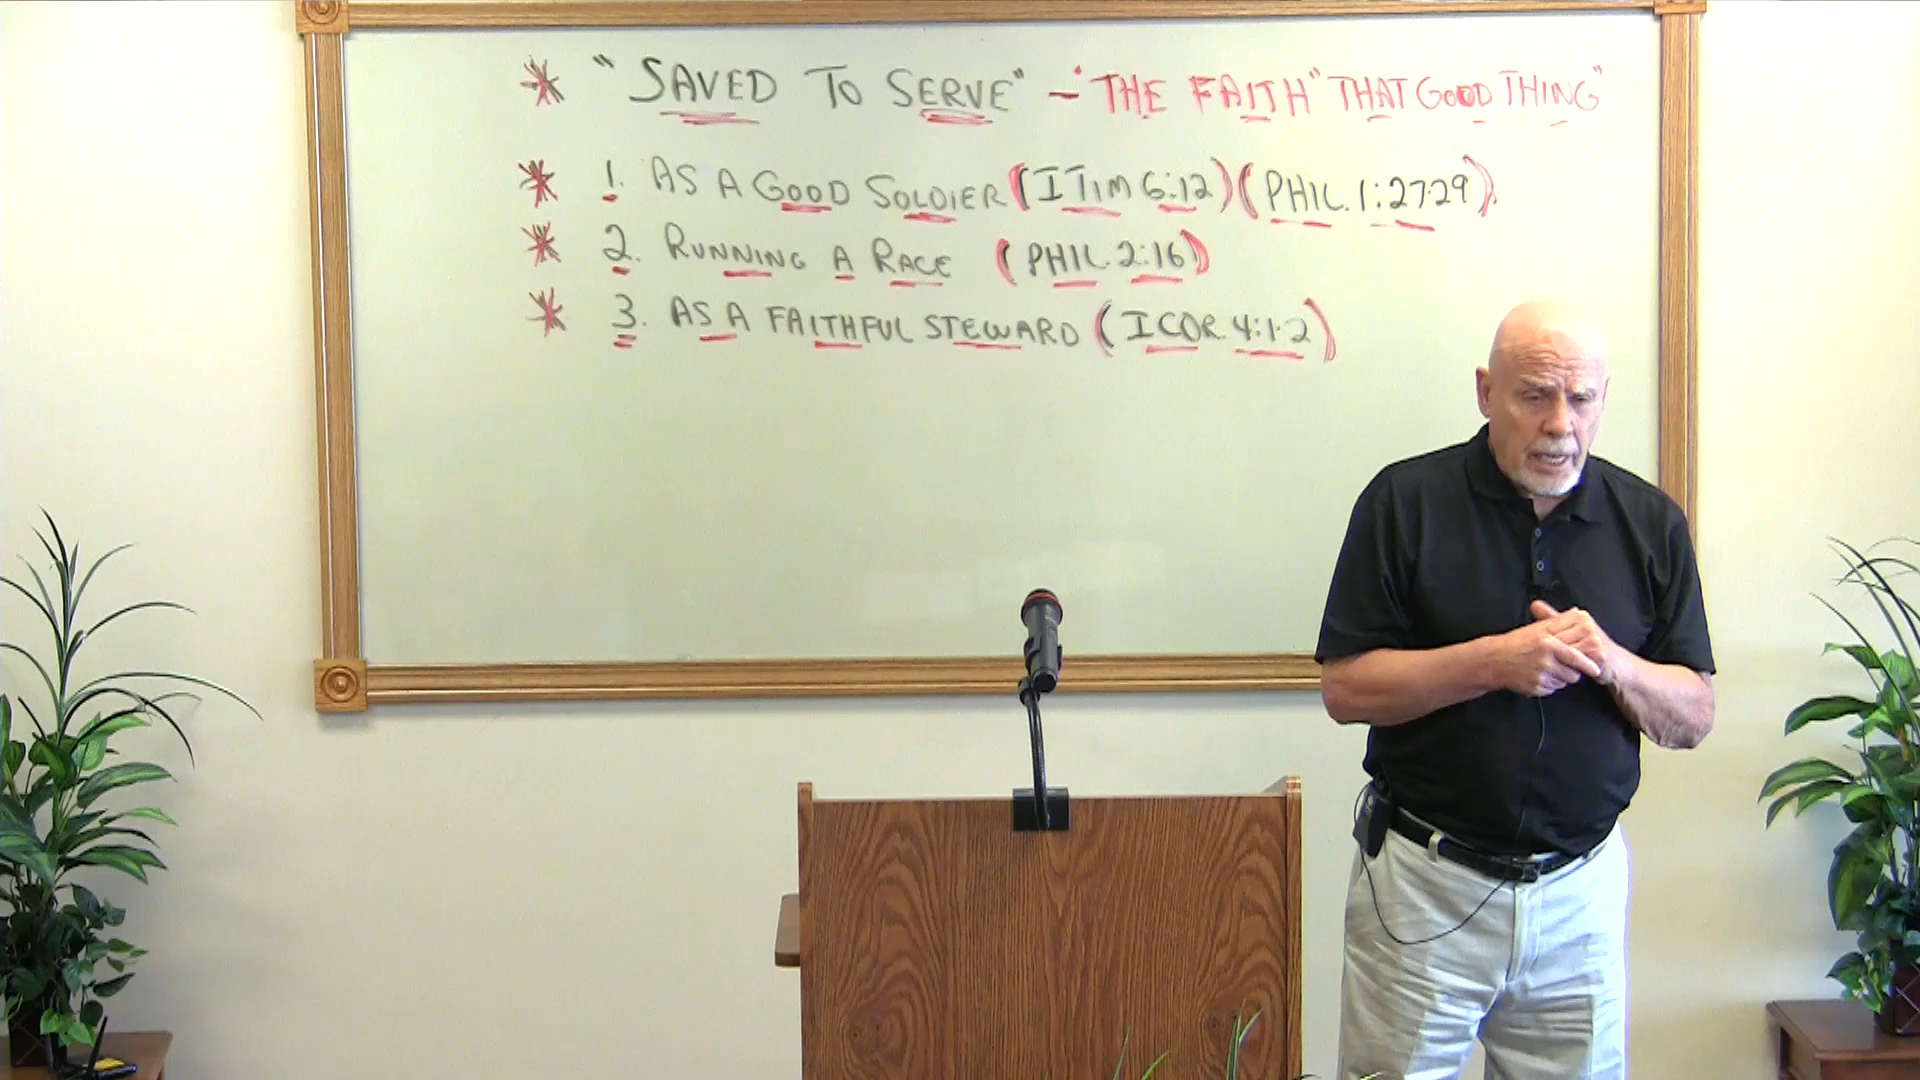 * "SAVED TO SERVE" - "THE FAITH" THAT GOOD THING"
* 1. AS A GOOD SOLDIER (I TIM 6:12) (PHIL. 1:27-29)
* 2. RUNNING A RACE (PHIL. 2:16)
* 3. AS A FAITHFUL STEWARD (I COR. 4:1-2)